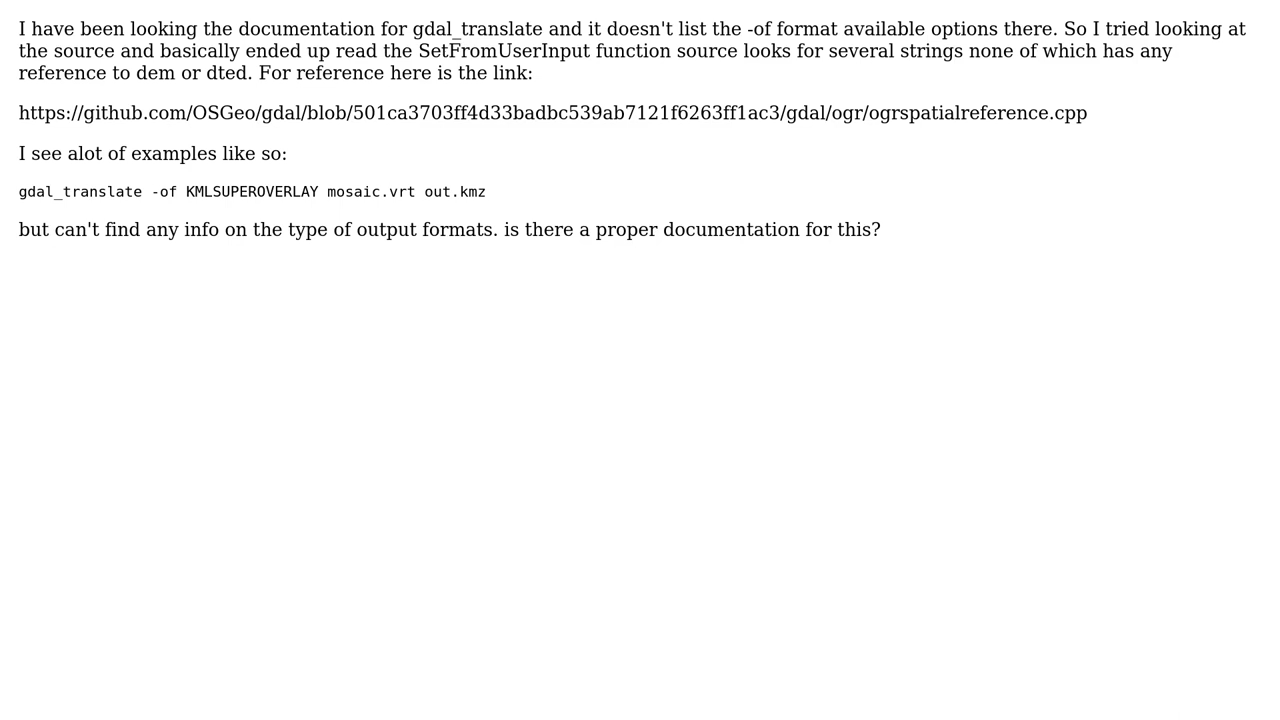 I have been looking the documentation for gdal_translate and it doesn't list the -of format available options there. So I tried looking at
the source and basically ended up read the SetFromUserInput function source looks for several strings none of which has any
reference to dem or dted. For reference here is the link:
https://github.com/OSGeo/gdal/blob/501ca3703ff4d33badbc539ab7121f6263ff1ac3/gdal/ogr/ogrspatialreference.cpp
I see alot of examples like so:
gdal_translate -of KMLSUPEROVERLAY mosaic.vrt out.kmz
but can't find any info on the type of output formats. is there a proper documentation for this?